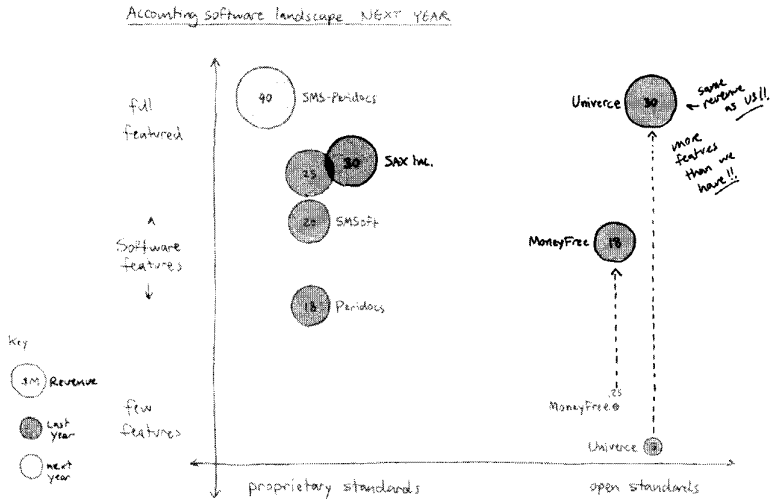 Accounting software landscape NEXT YEAR
full
featured
40
SMS-Peridocs
Univerce
30
same
revenue
as US!!
more
featres
than we
have!!
25
30
SAX Inc.
20
SMSoft
Software
features
MoneyFree
18
18
Peridocs
Key
$M
Revenue
Last
year
next
year
few
features
.25
MoneyFree
Univerce
proprietary standards
open standards